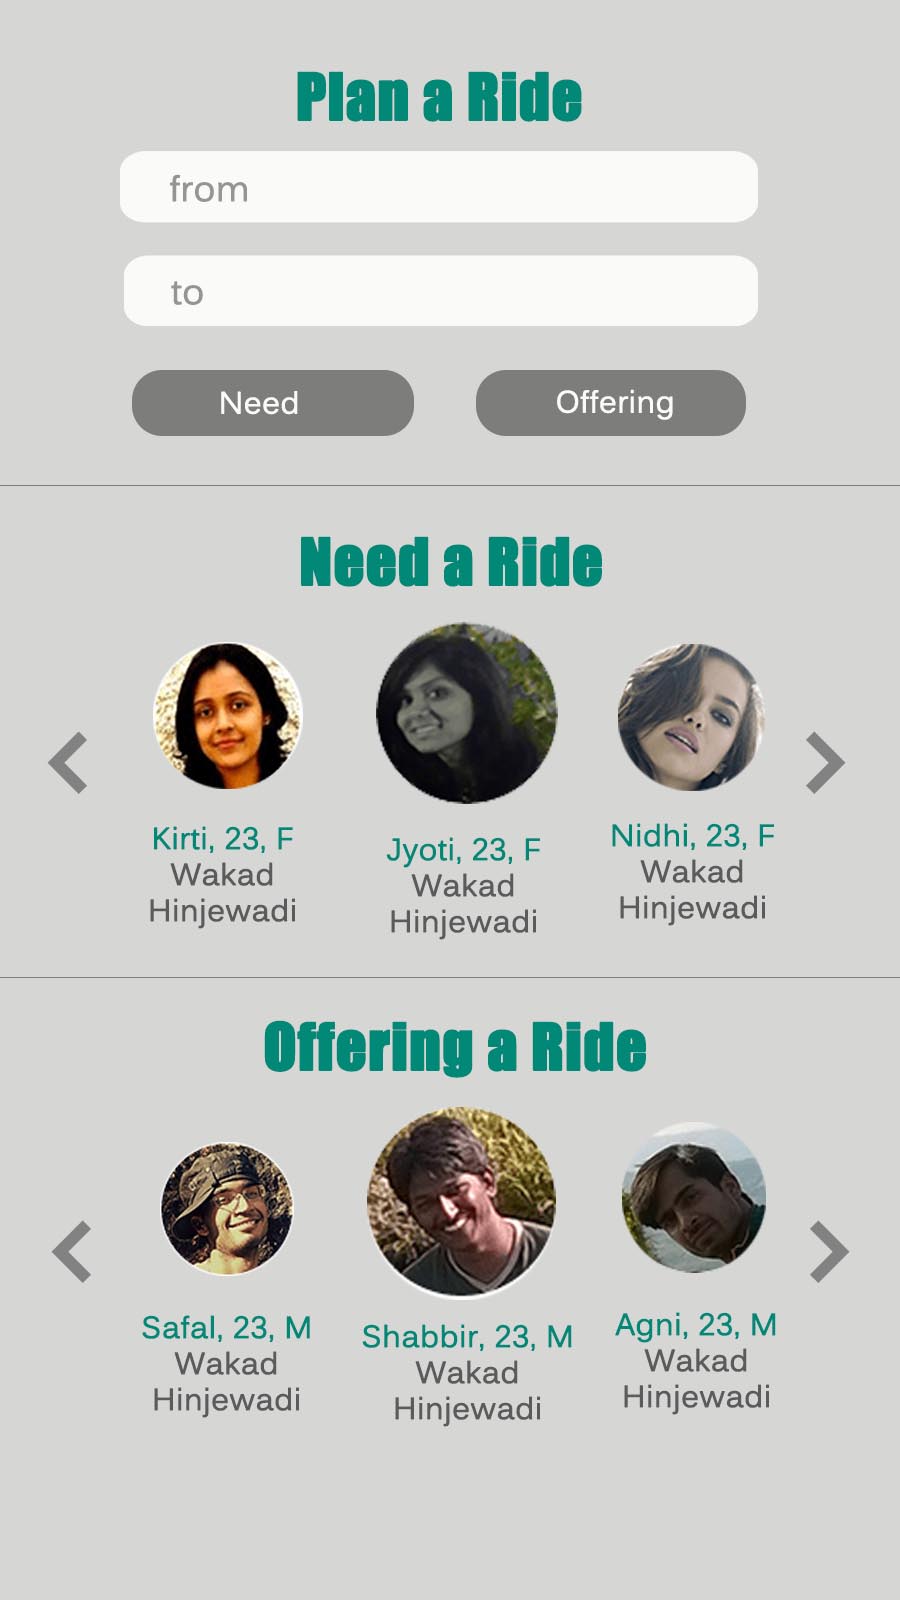 Plan a Ride
from
to
Need
Offering
Need a Ride
Kirti, 23, F
Wakad
Hinjewadi
Jyoti, 23, F
Wakad
Hinjewadi
Nidhi, 23, F
Wakad
Hinjewadi
Offering a Ride
Safal, 23, M
Wakad
Hinjewadi
Shabbir, 23, M
Wakad
Hinjewadi
Agni, 23, M
Wakad
Hinjewadi